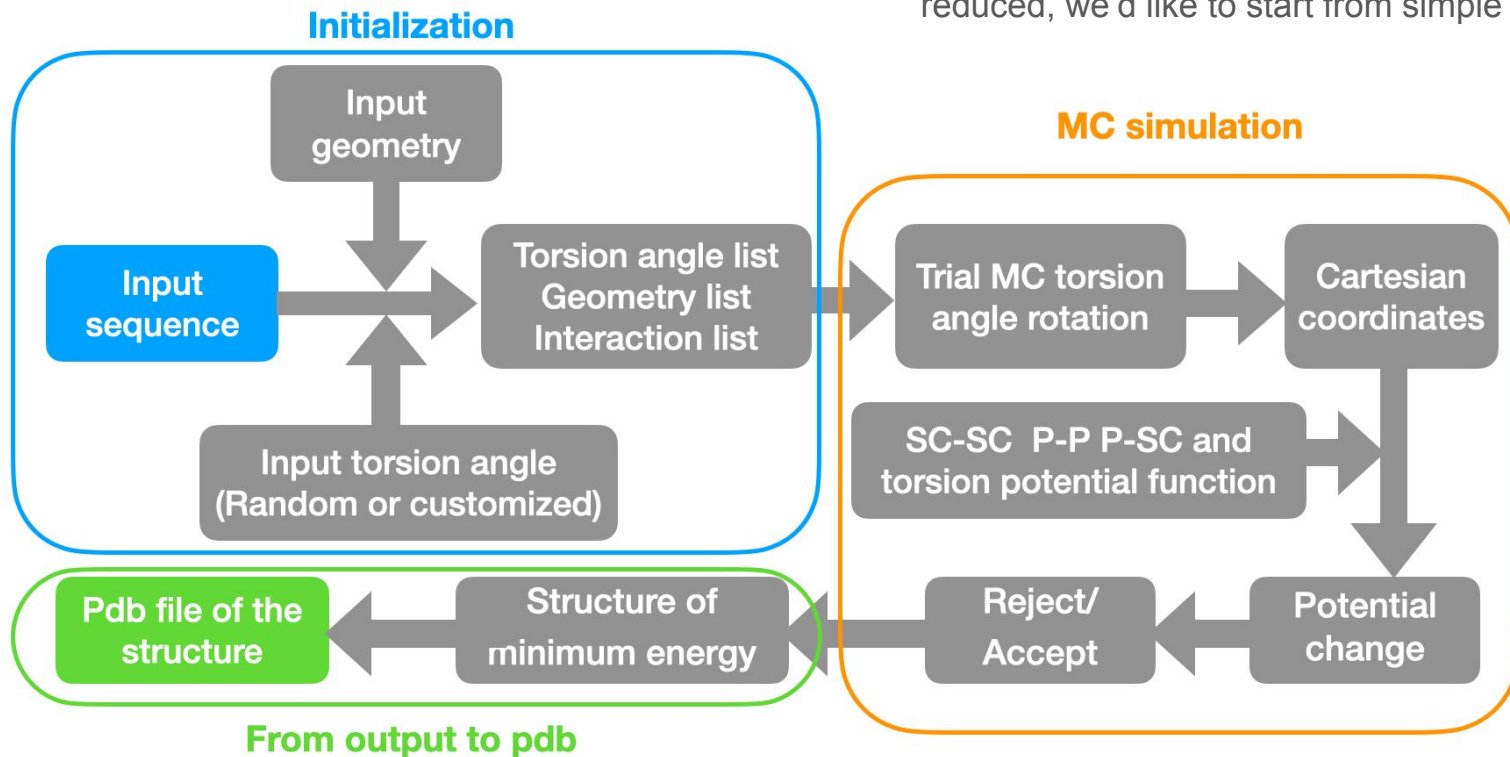 reduced, we'd like to start from simple
Initialization
Input
geometry
Input
sequence
Torsion angle list
Geometry list
Interaction list
Input torsion angle
(Random or customized)
MC simulation
Trial MC torsion
angle rotation
Cartesian
coordinates
SC-SC P-P P-SC and
torsion potential function
Potential
change
Reject/
Accept
Structure of
minimum energy
Pdb file of the
structure
From output to pdb